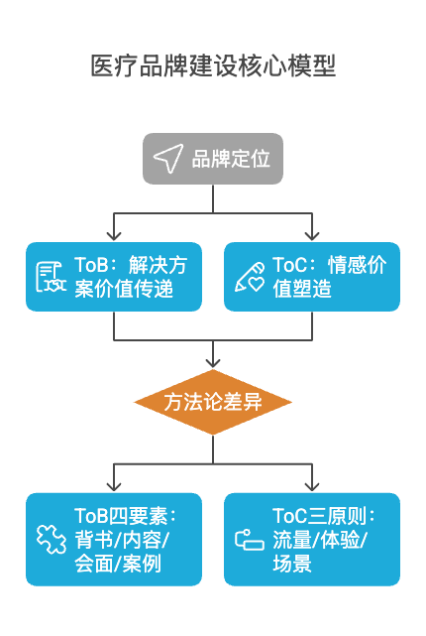 医疗品牌建设核心模型
品牌定位
ToB：解决方
案价值传递
ToC：情感价
值塑造
方法论差异
ToB四要素：
背书/内容/
会面/案例
ToC三原则：
流量/体验/
场景